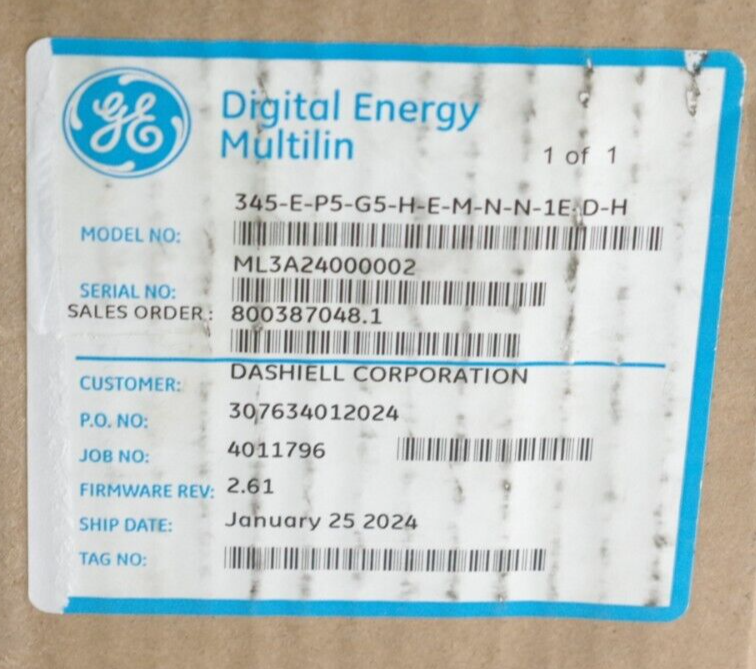 GE
Digital Energy
Multilin
1 of 1
345-E-P5-G5-H-E-M-N-N-1E-D-H
MODEL NO:
ML3A24000002
SERIAL NO:
SALES ORDER.: 800387048.1
CUSTOMER: DASHIELL CORPORATION
P.O. NO: 307634012024
JOB NO: 4011796
FIRMWARE REV: 2.61
SHIP DATE: January 25 2024
TAG NO: